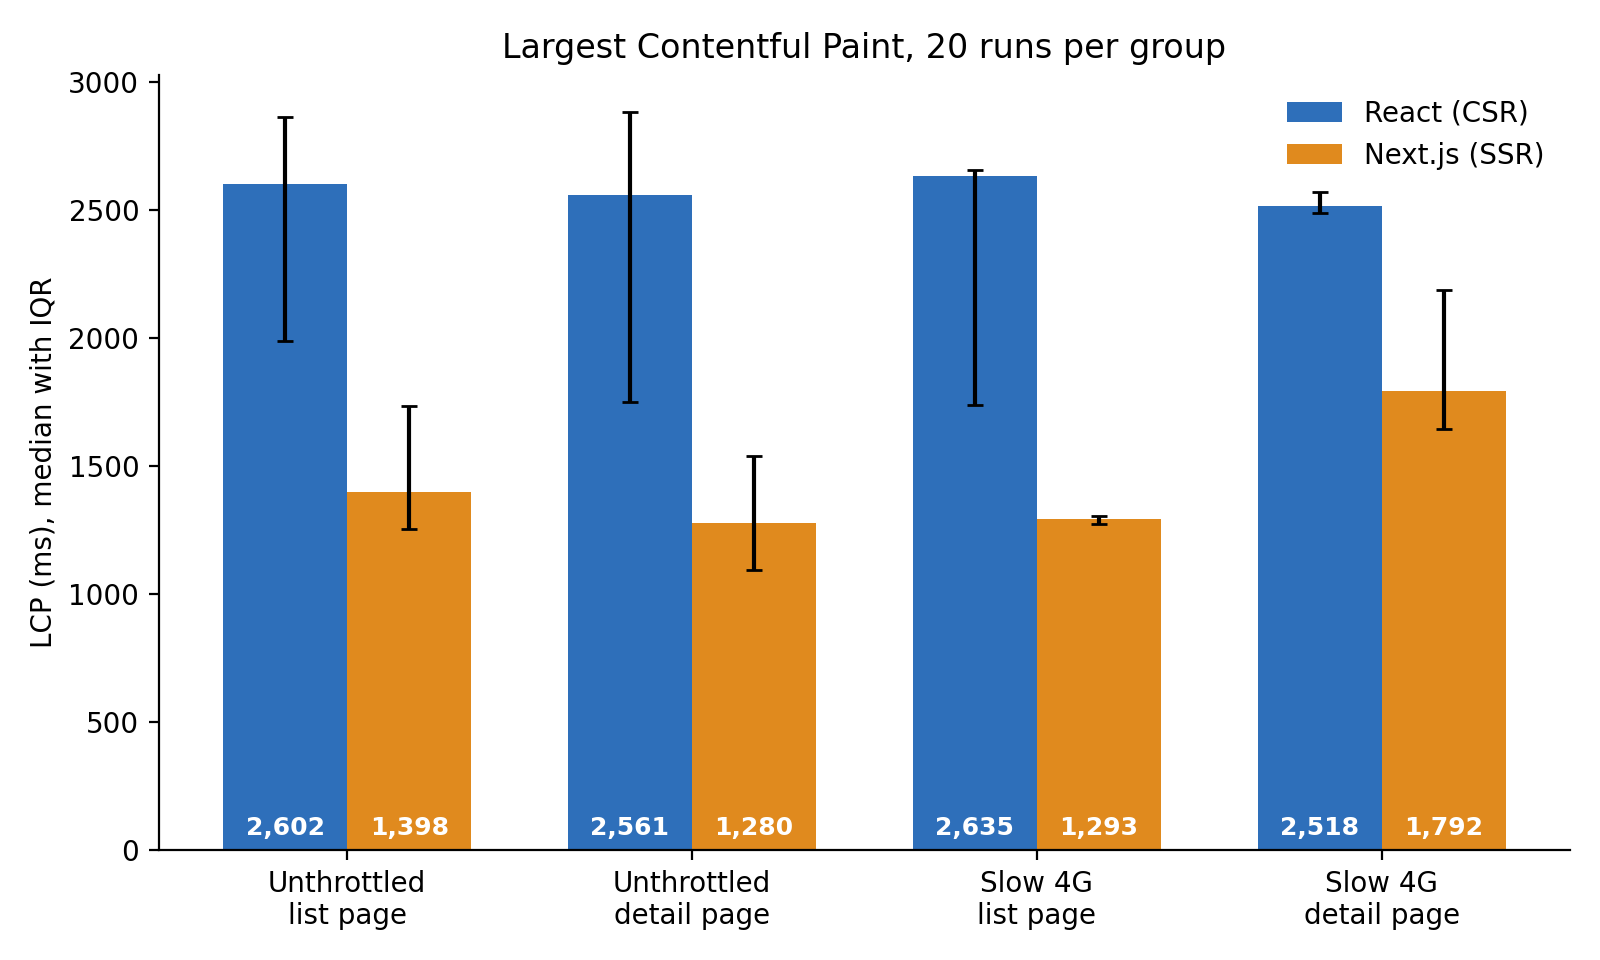 Largest Contentful Paint, 20 runs per group
React (CSR)
Next.js (SSR)
LCP (ms), median with IQR
3000
2500
2000
1500
1000
500
0
2,602 1,398 2,561 1,280 2,635 1,293 2,518 1,792
Unthrottled list page
Unthrottled detail page
Slow 4G list page
Slow 4G detail page